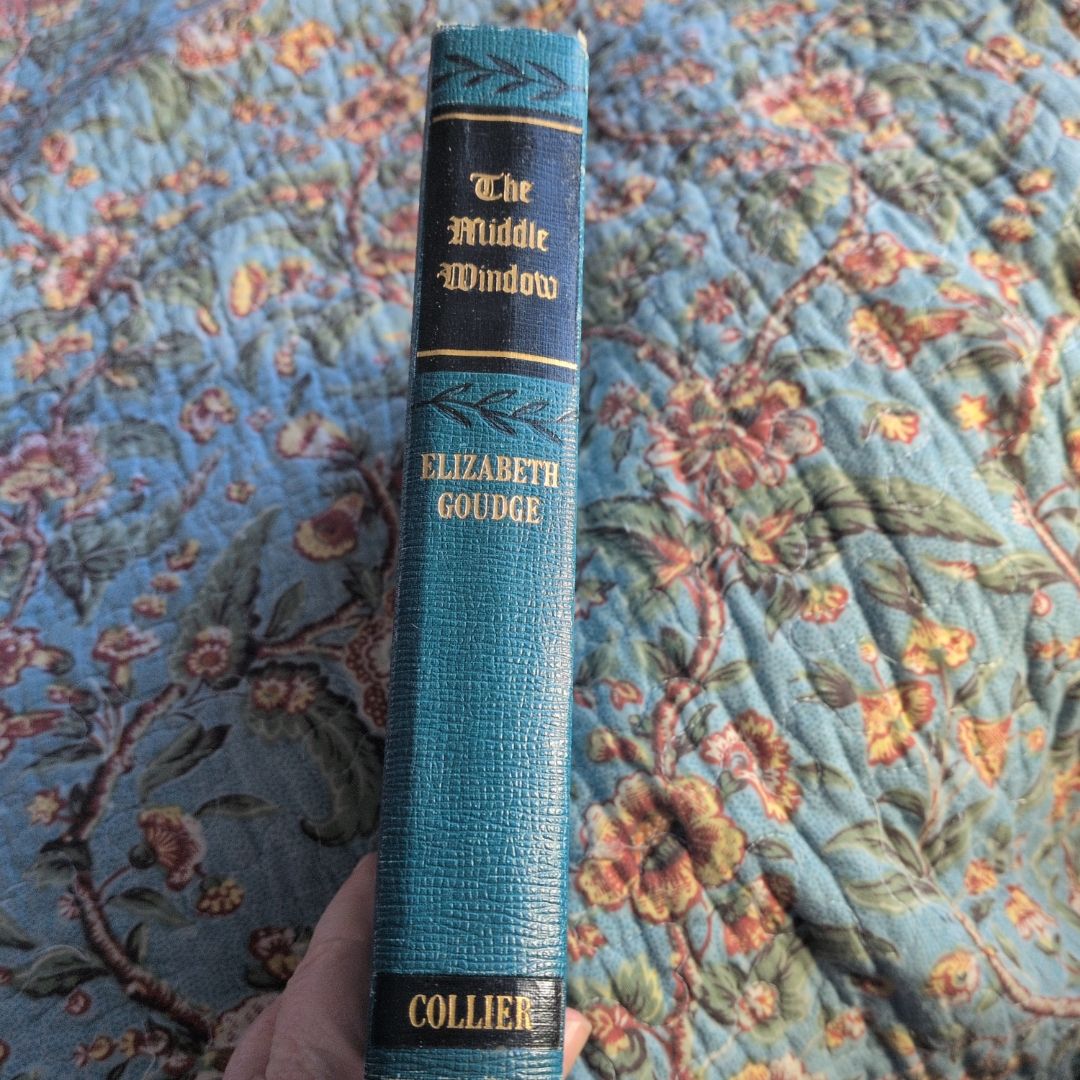 The
Middle
Window
ELIZABETH
GOUDGE
COLLIER